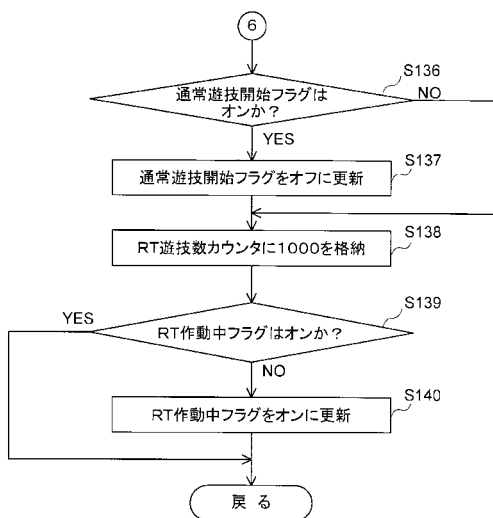 6
S136
通常遊技開始フラグは
オンか？
NO
YES
S137
通常遊技開始フラグをオフに更新
S138
RT遊技数カウンタに1000を格納
S139
YES
RT作動中フラグはオンか？
NO
S140
RT作動中フラグをオンに更新
戻る